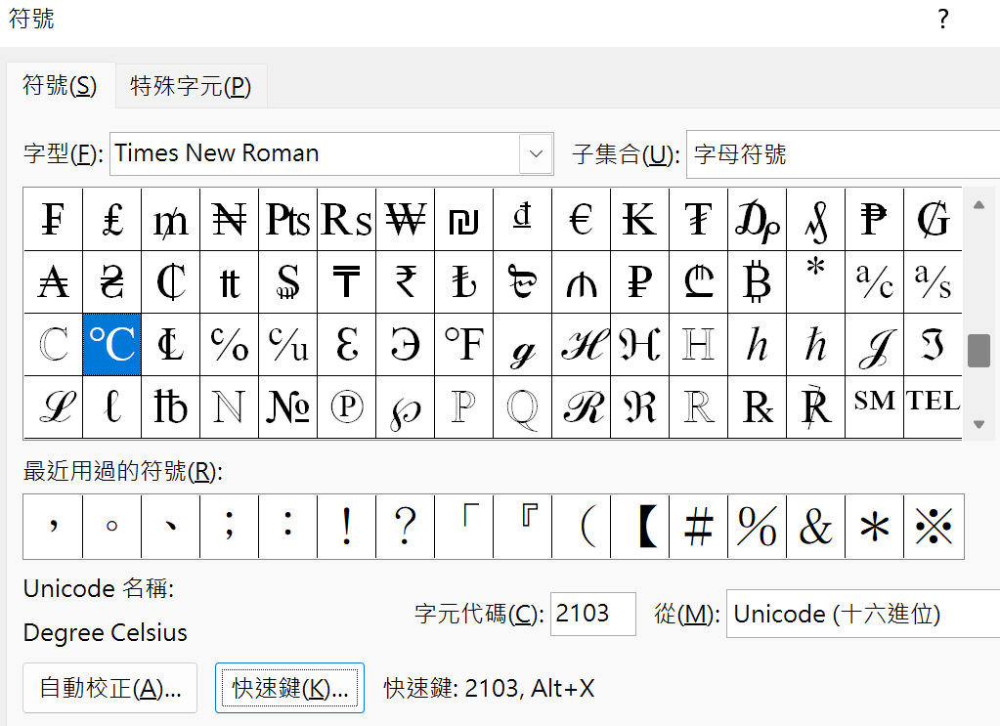 符號 ?
符號(S) 特殊字元(P)
字型(F): Times New Roman 子集合(U): 字母符號
₣ ₤ ₥ ₦ ₧ ₨ ₩ ₪ ₫ € ₭ ₮ ₯ ₰ ₱ ₲
₳ ₴ ₵ ₶ ₷ ₸ ₹ ₺ ₻ ₼ ₽ ₾ ₿ ⃰ ℀ ℁
ℂ ℃ ℄ ℅ ℆ ℇ ℈ ℉ ℊ ℋ ℌ ℍ ℎ ℏ ℐ ℑ
ℒ ℓ ℔ ℕ № ℗ ℘ ℙ ℚ ℛ ℜ ℝ ℞ ℟ ℠ ℡
最近用過的符號(R):
， 。 、 ； ： ！ ？ 「 『 （ 【 ＃ ％ ＆ ＊ ※
Unicode 名稱:
Degree Celsius
字元代碼(C): 2103 從(M): Unicode (十六進位)
自動校正(A)... 快速鍵(K)... 快速鍵: 2103, Alt+X